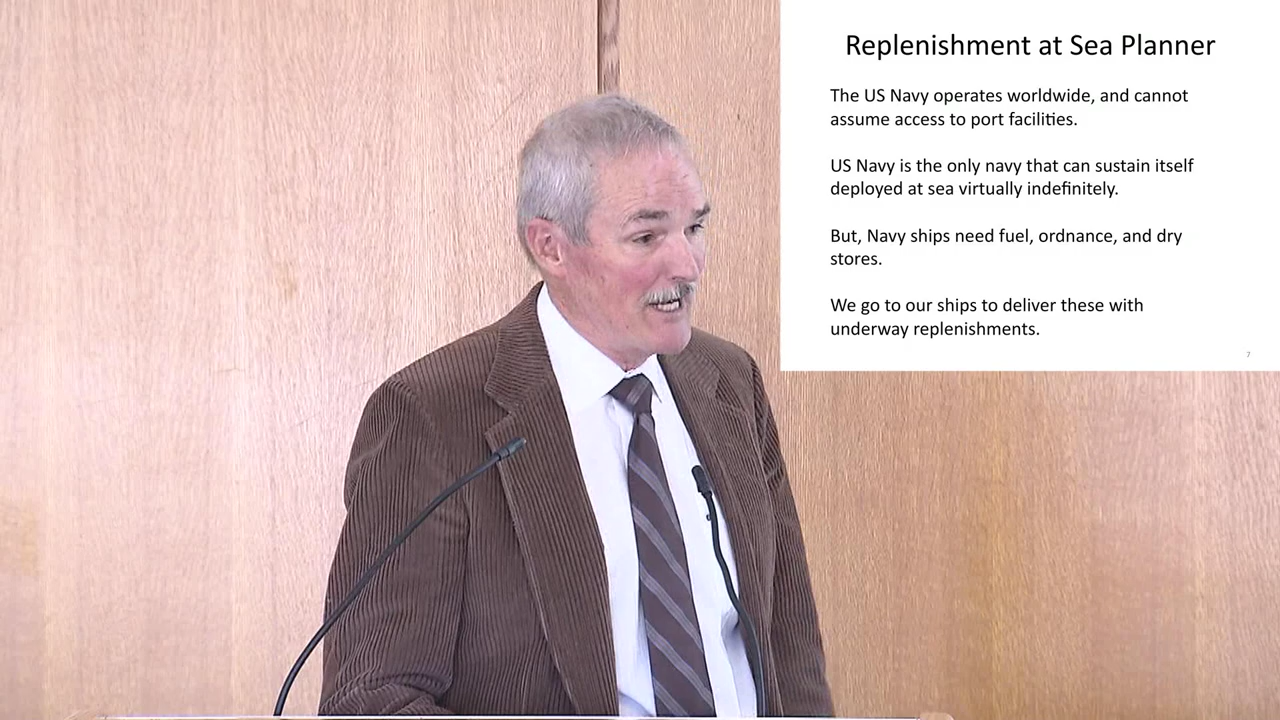 Replenishment at Sea Planner
The US Navy operates worldwide, and cannot
assume access to port facilities.
US Navy is the only navy that can sustain itself
deployed at sea virtually indefinitely.
But, Navy ships need fuel, ordnance, and dry
stores.
We go to our ships to deliver these with
underway replenishments.
7